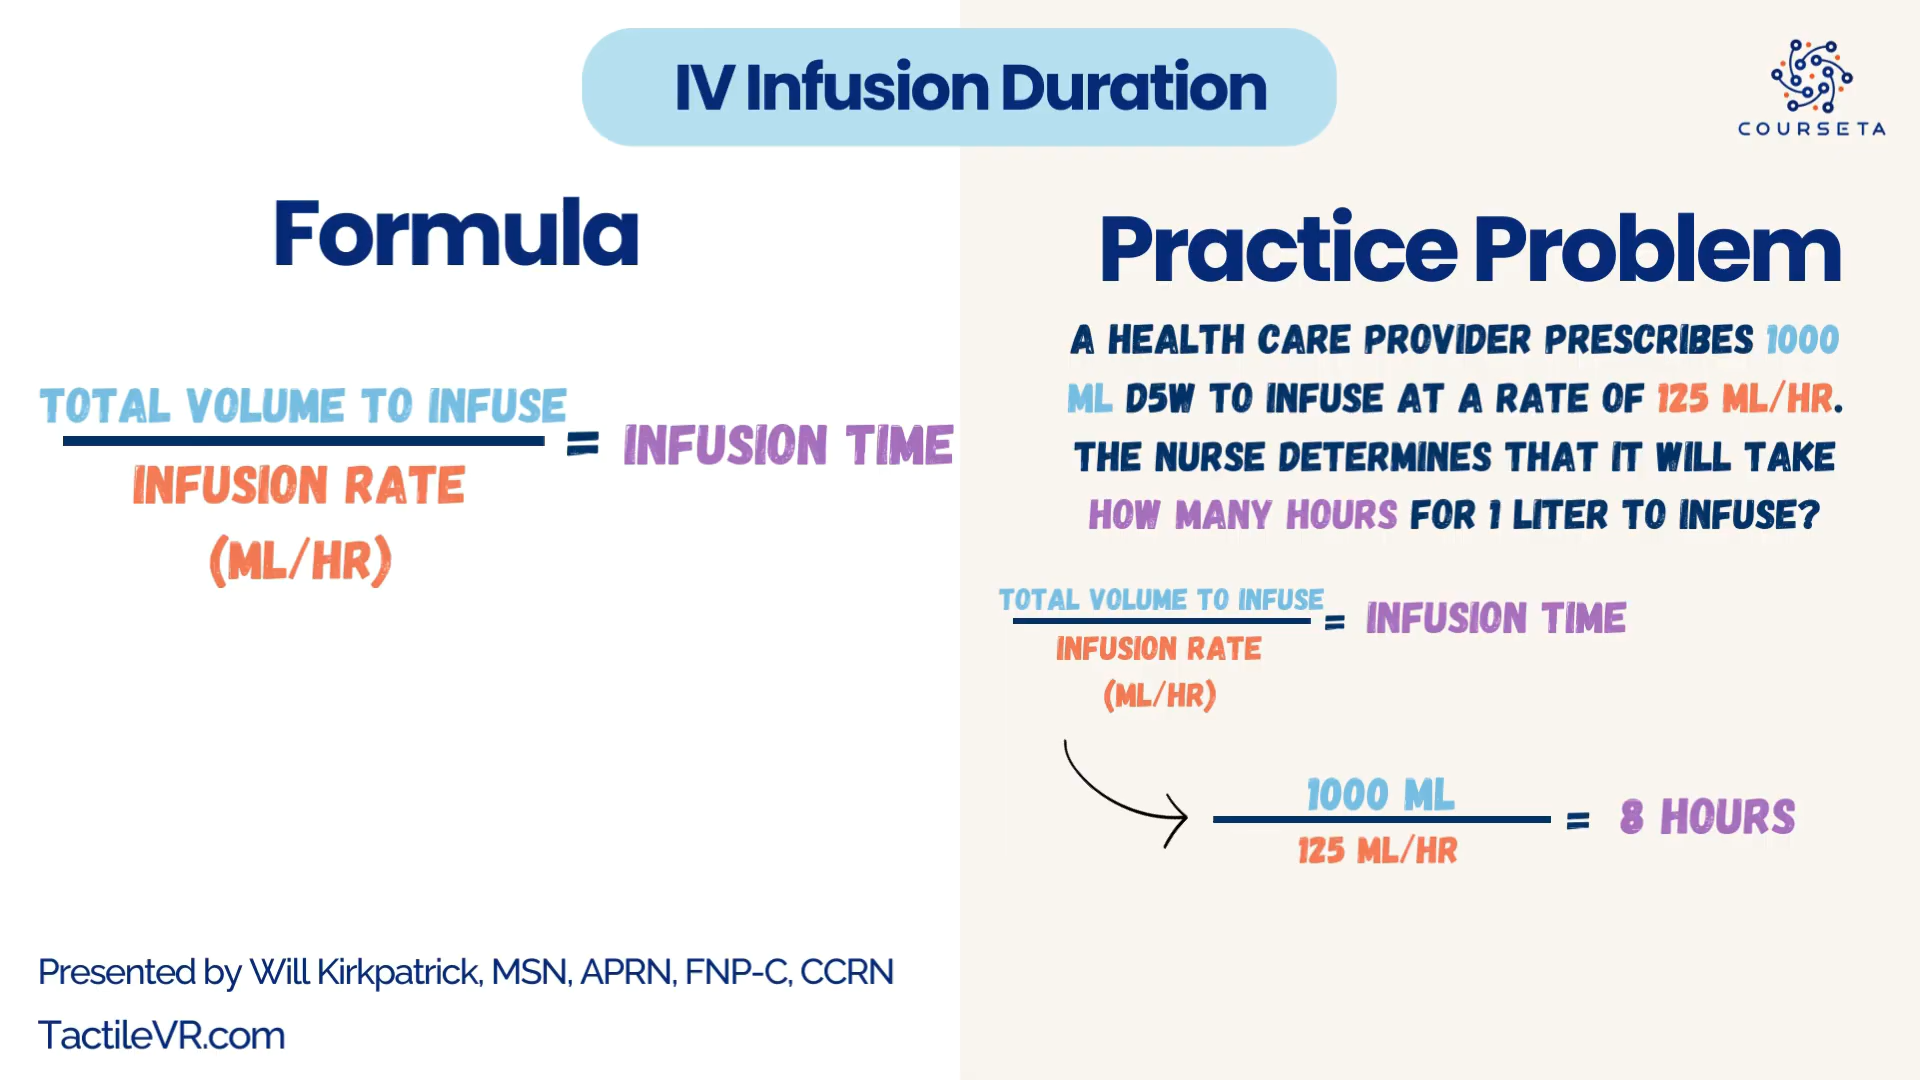 IV Infusion Duration
COURSETA
Formula
TOTAL VOLUME TO INFUSE
= INFUSION TIME
INFUSION RATE
(ML/HR)
Practice Problem
A HEALTH CARE PROVIDER PRESCRIBES 1000
ML D5W TO INFUSE AT A RATE OF 125 ML/HR.
THE NURSE DETERMINES THAT IT WILL TAKE
HOW MANY HOURS FOR 1 LITER TO INFUSE?
TOTAL VOLUME TO INFUSE
= INFUSION TIME
INFUSION RATE
(ML/HR)
1000 ML
= 8 HOURS
125 ML/HR
Presented by Will Kirkpatrick, MSN, APRN, FNP-C, CCRN
TactileVR.com